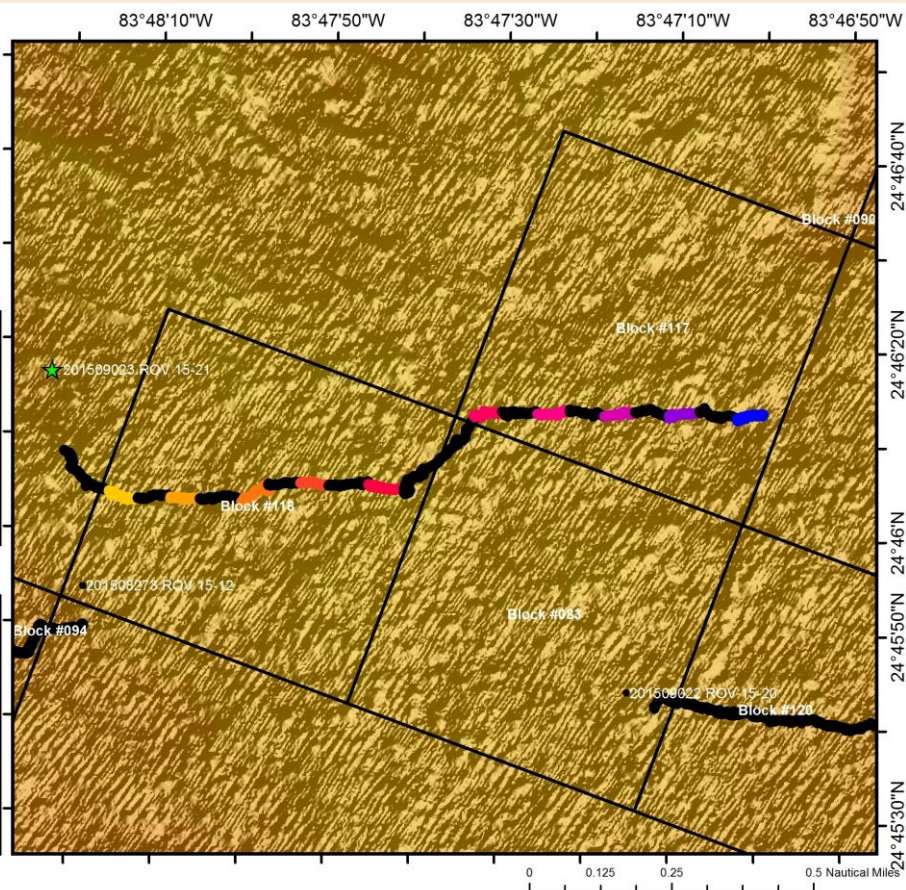 83°48'10"W 83°47'50"W 83°47'30"W 83°47'10"W 83°46'50"W
24°46'40"N
Block #090
Block #117
24°46'20"N
201509023 ROV 15-21
Block #118
24°46'N
201508273 ROV 15-12
Block #083
Block #094
24°45'50"N
201509022 ROV 15-20
Block #120
24°45'30"N
0 0.125 0.25 0.5 Nautical Miles